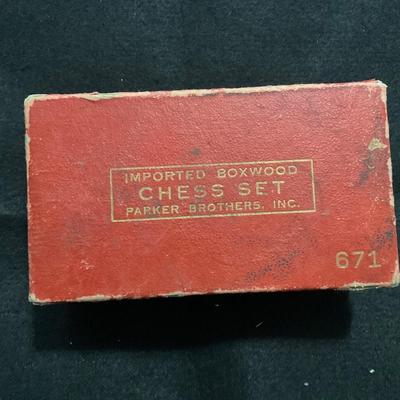 IMPORTED BOXWOOD
CHESS SET
PARKER BROTHERS, INC.
671